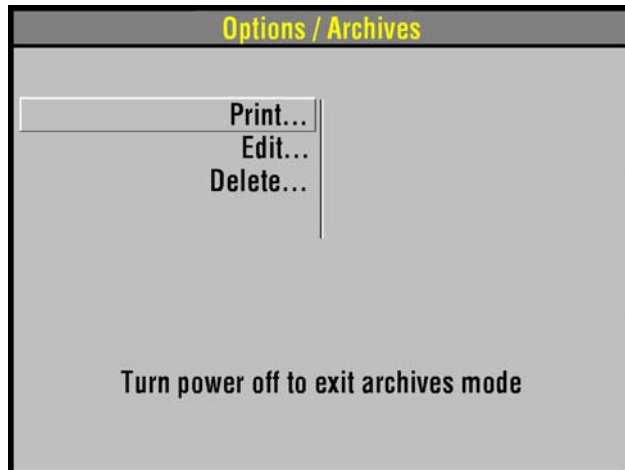 Options / Archives
Print...
Edit...
Delete...
Turn power off to exit archives mode